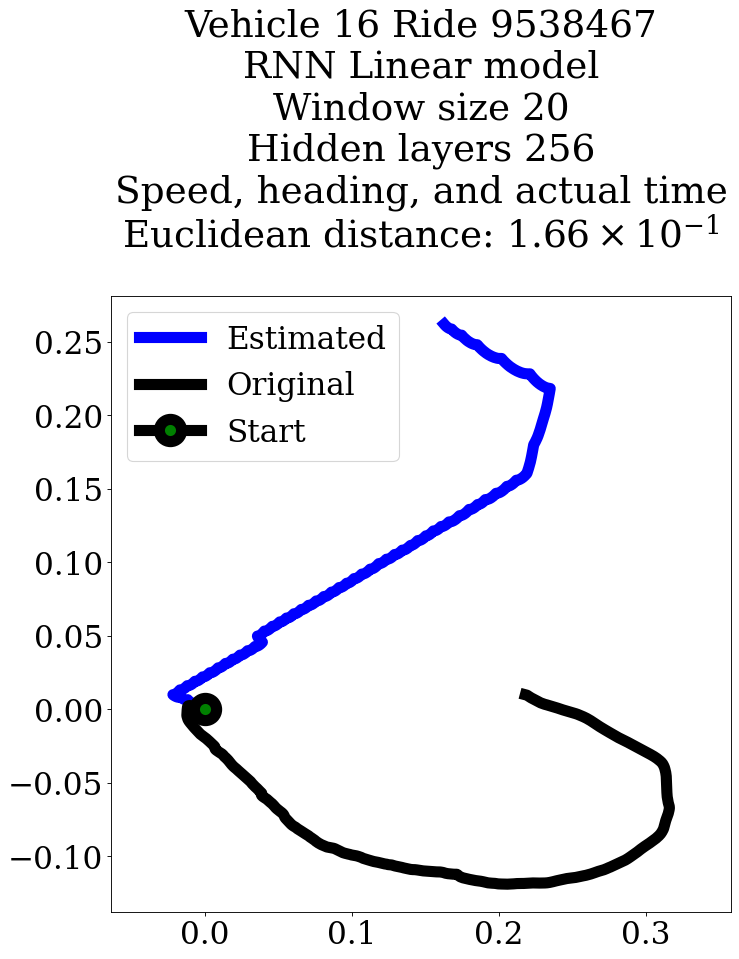 Vehicle 16 Ride 9538467
RNN Linear model
Window size 20
Hidden layers 256
Speed, heading, and actual time
Euclidean distance: 1.66 × 10⁻¹
Estimated
Original
Start
0.25
0.20
0.15
0.10
0.05
0.00
−0.05
−0.10
0.0 0.1 0.2 0.3